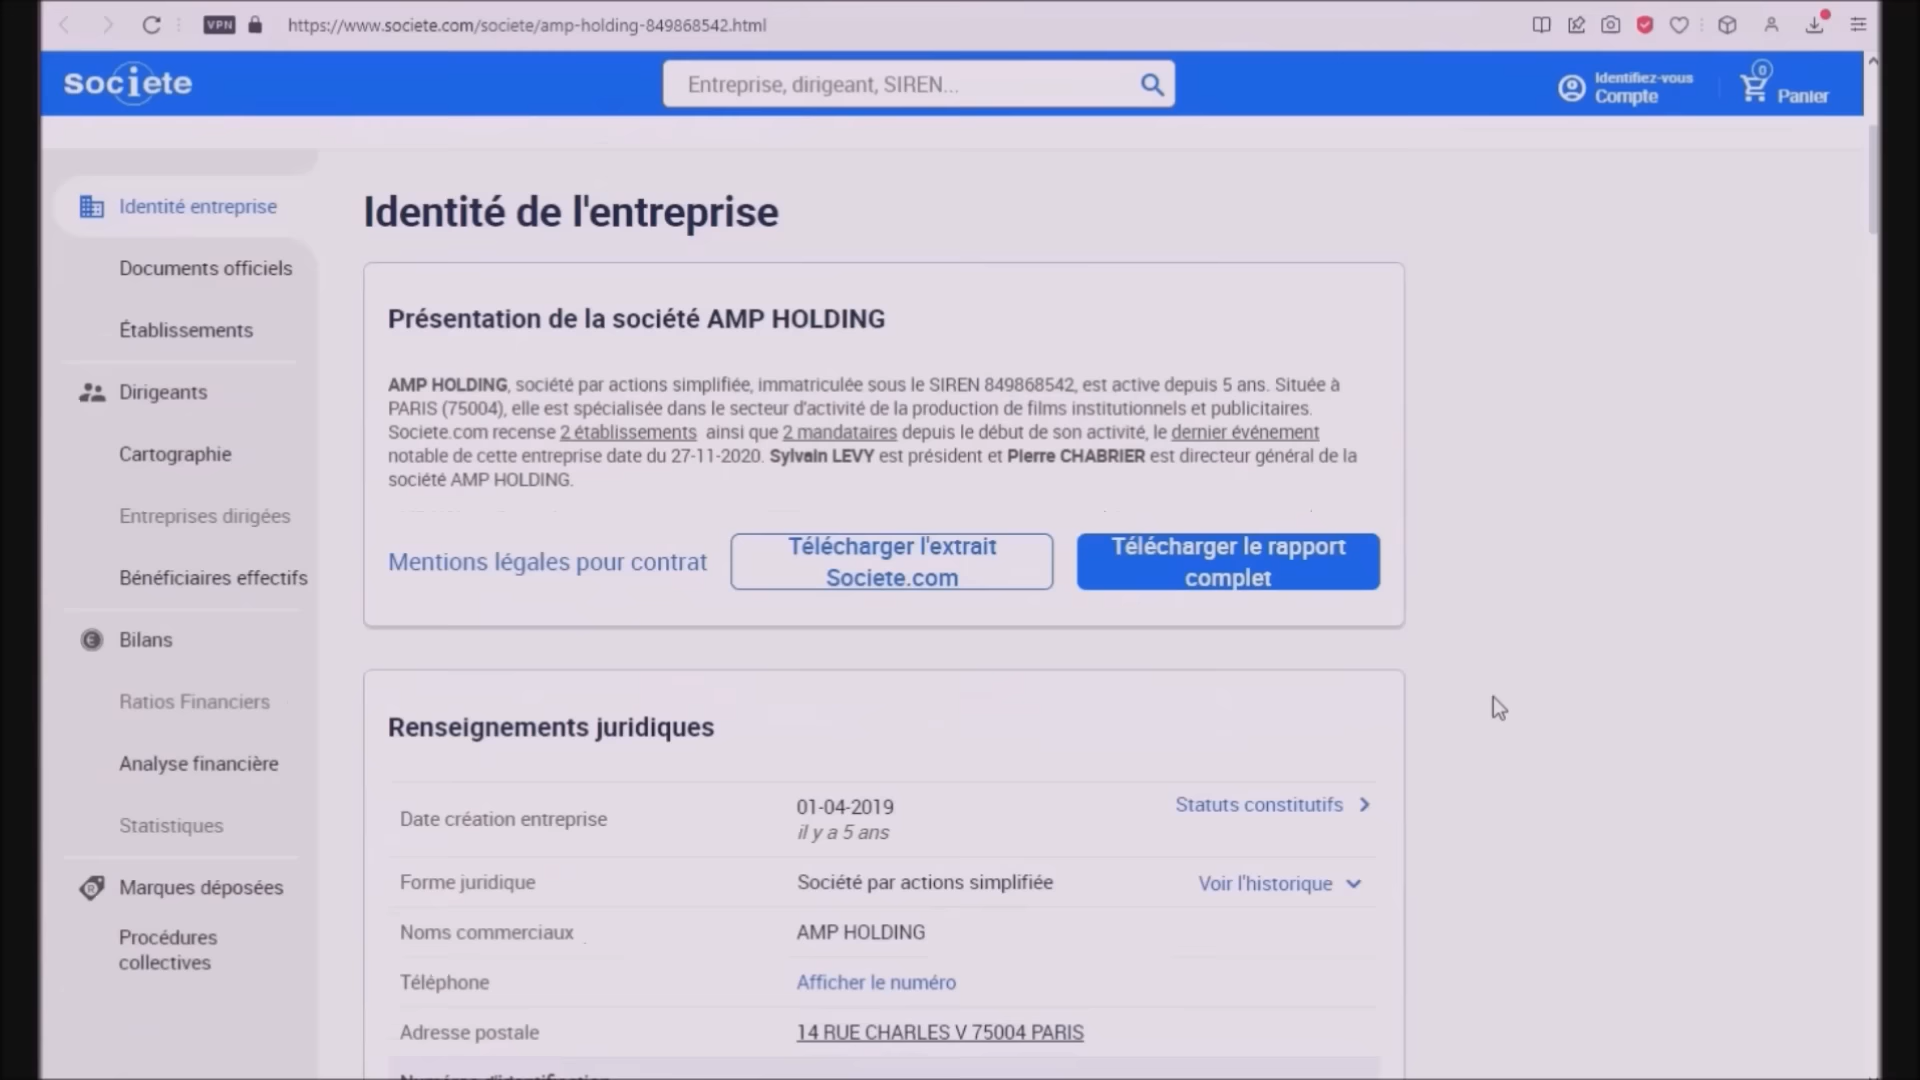 VPN https://www.societe.com/societe/amp-holding-849868542.html
societe
Entreprise, dirigeant, SIREN...
Identifiez-vous
Compte
0
Panier
Identité entreprise
Documents officiels
Établissements
Dirigeants
Cartographie
Entreprises dirigées
Bénéficiaires effectifs
Bilans
Ratios Financiers
Analyse financière
Statistiques
Marques déposées
Procédures
collectives
Identité de l'entreprise
Présentation de la société AMP HOLDING
AMP HOLDING, société par actions simplifiée, immatriculée sous le SIREN 849868542, est active depuis 5 ans. Située à
PARIS (75004), elle est spécialisée dans le secteur d'activité de la production de films institutionnels et publicitaires.
Societe.com recense 2 établissements ainsi que 2 mandataires depuis le début de son activité, le dernier événement
notable de cette entreprise date du 27-11-2020. Sylvain LEVY est président et Pierre CHABRIER est directeur général de la
société AMP HOLDING.
Mentions légales pour contrat
Télécharger l'extrait
Societe.com
Télécharger le rapport
complet
Renseignements juridiques
Date création entreprise
01-04-2019
il y a 5 ans
Statuts constitutifs
Forme juridique
Société par actions simplifiée
Voir l'historique
Noms commerciaux
AMP HOLDING
Téléphone
Afficher le numéro
Adresse postale
14 RUE CHARLES V 75004 PARIS